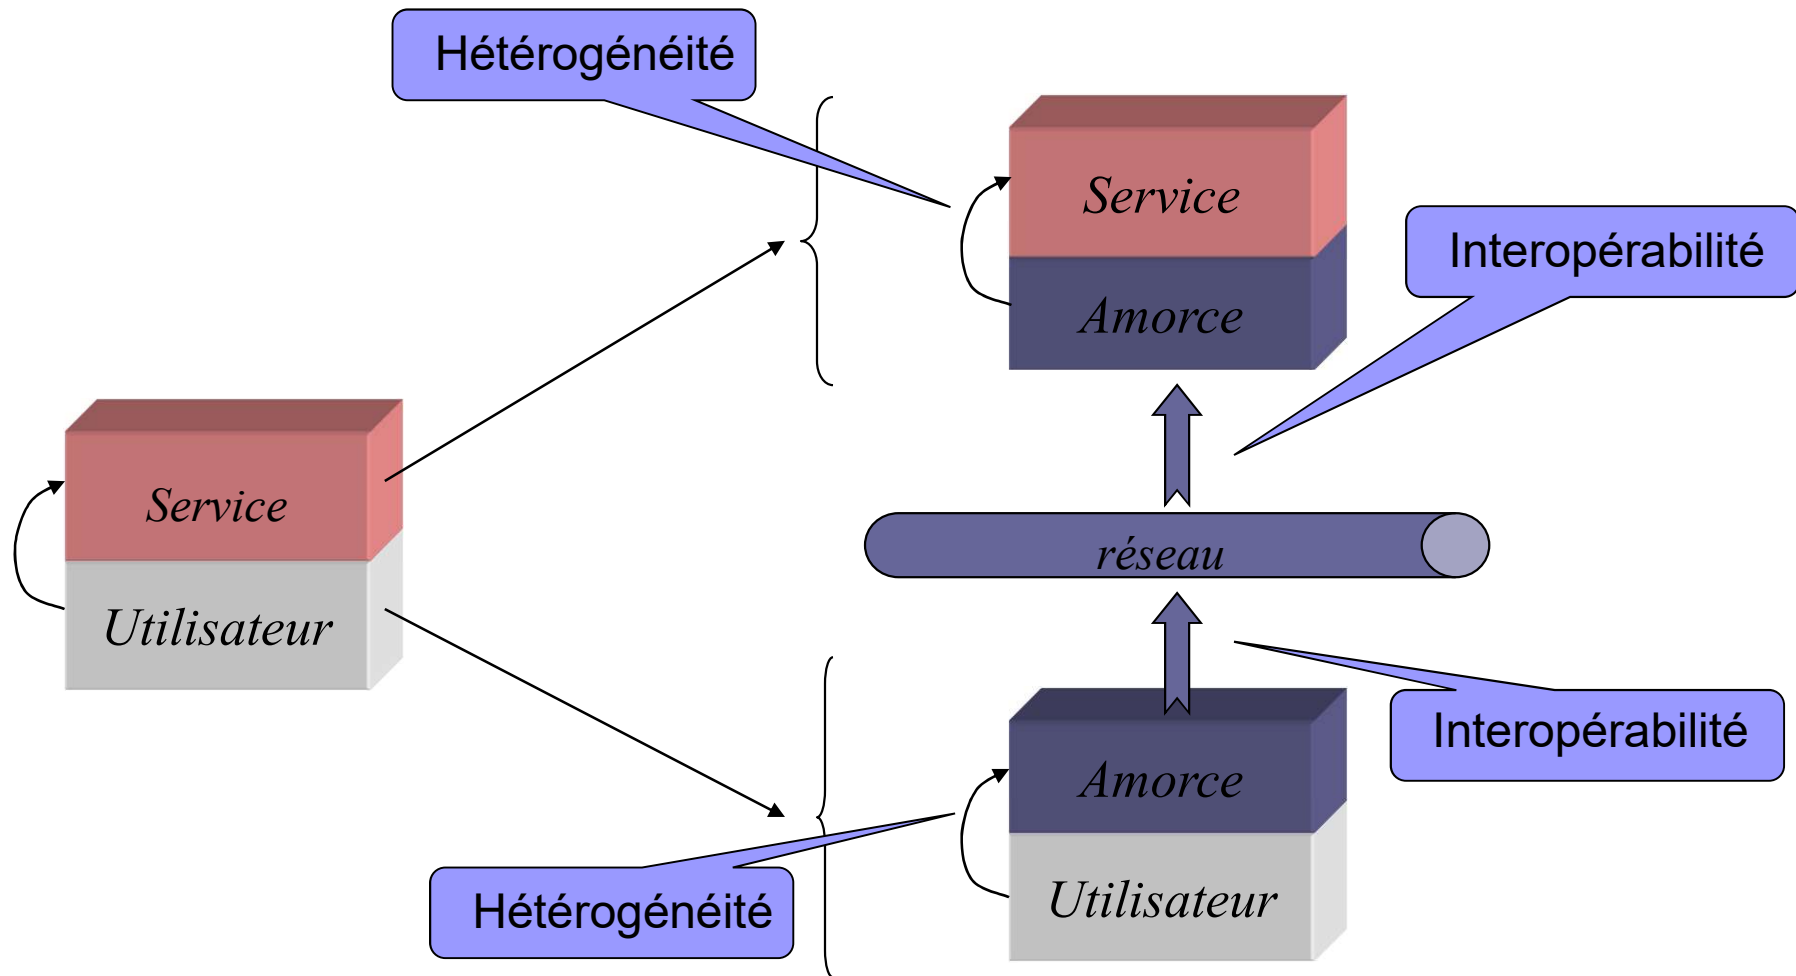 Hétérogénéité
Service
Interopérabilité
Amorce
Service
réseau
Utilisateur
Interopérabilité
Amorce
Hétérogénéité
Utilisateur